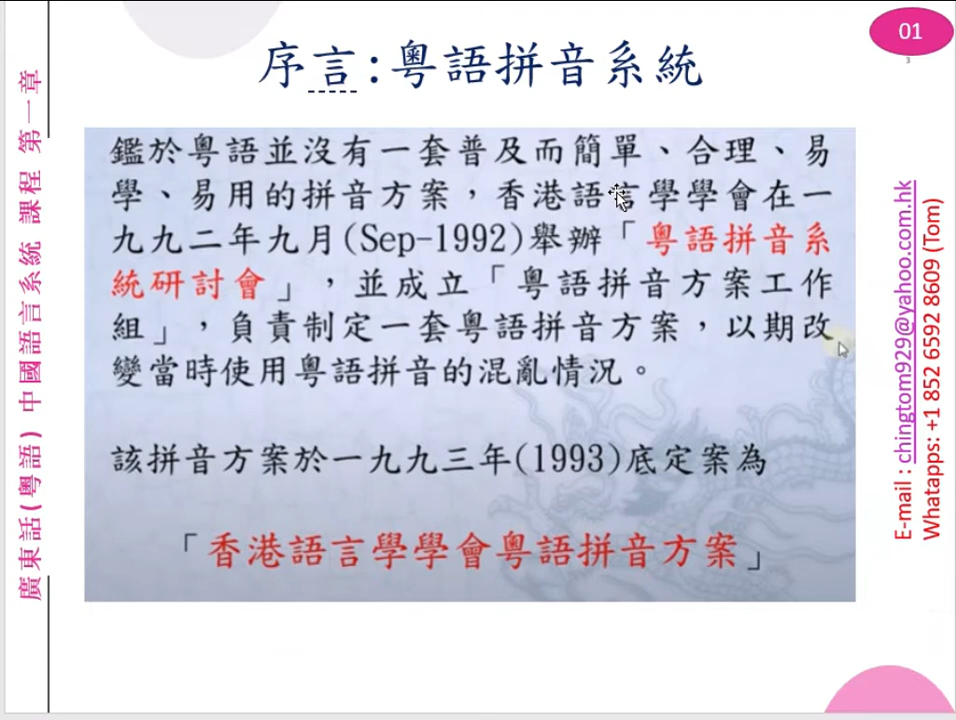 01
3
序言:粵語拼音系統
鑑於粵語並沒有一套普及而簡單、合理、易
學、易用的拼音方案，香港語言學學會在一
九九二年九月(Sep-1992)舉辦「粵語拼音系
統研討會」，並成立「粵語拼音方案工作
組」，負責制定一套粵語拼音方案，以期改
變當時使用粵語拼音的混亂情況。
該拼音方案於一九九三年(1993)底定案為
「香港語言學學會粵語拼音方案」
廣東話(粵語) 中國語言系統 課程 第一章
E-mail : chingtom929@yahoo.com.hk
Whatapps: +1 852 6592 8609 (Tom)